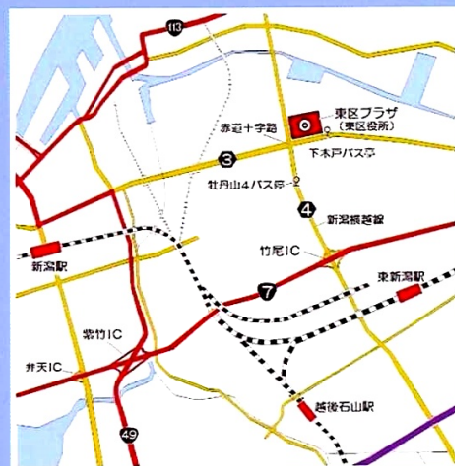 113
東区プラザ
(東区役所)
赤道十字路
下木戸バス亭
3
牡丹山4バス停
4
新潟横越線
竹尾IC
新潟駅
東新潟駅
7
紫竹IC
弁天IC
越後石山駅
49